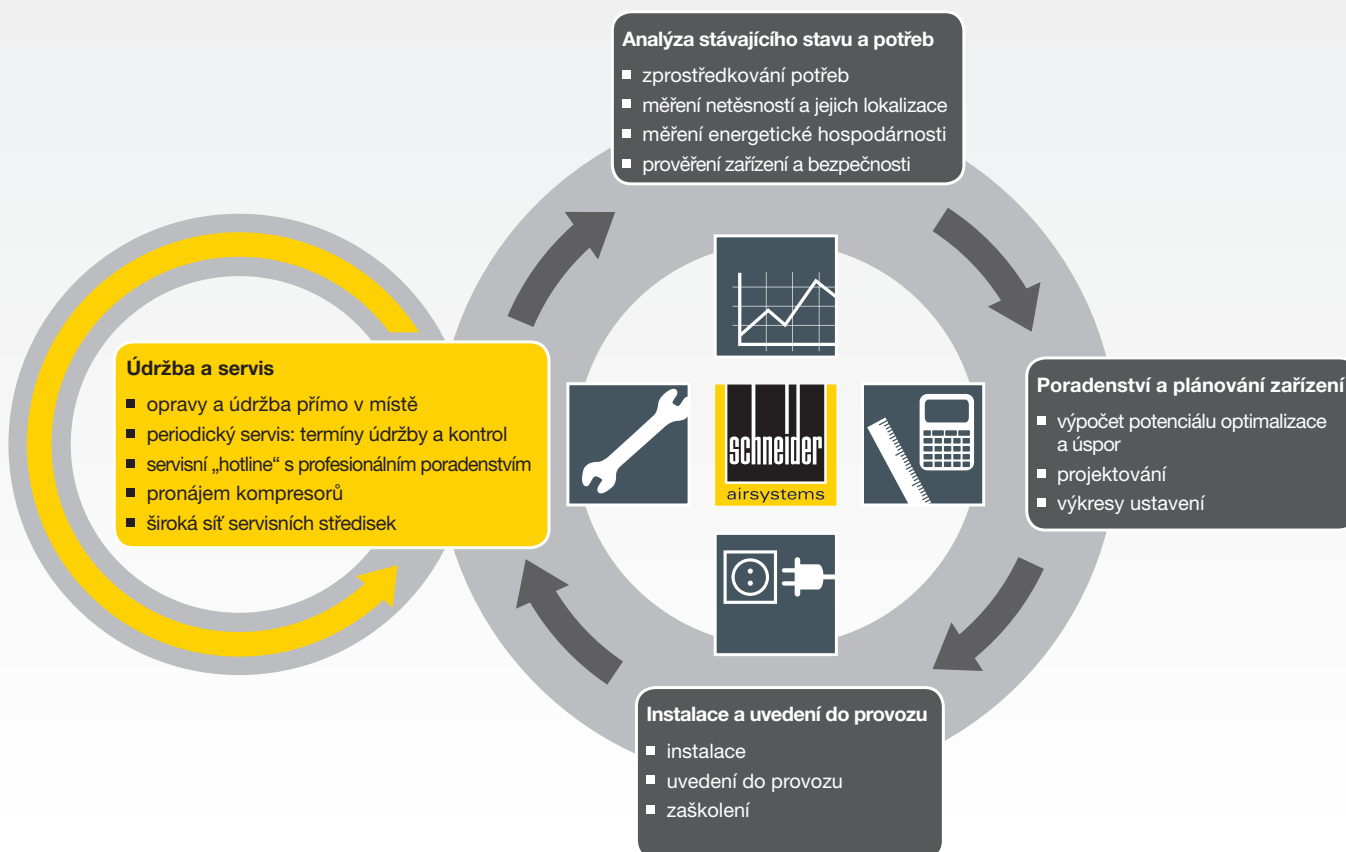 Analýza stávajícího stavu a potřeb
zprostředkování potřeb
měření netěsností a jejich lokalizace
měření energetické hospodárnosti
prověření zařízení a bezpečnosti
Údržba a servis
opravy a údržba přímo v místě
periodický servis: termíny údržby a kontrol
servisní „hotline“ s profesionálním poradenstvím
pronájem kompresorů
široká síť servisních středisek
schneider
airsystems
Poradenství a plánování zařízení
výpočet potenciálu optimalizace
a úspor
projektování
výkresy ustavení
Instalace a uvedení do provozu
instalace
uvedení do provozu
zaškolení